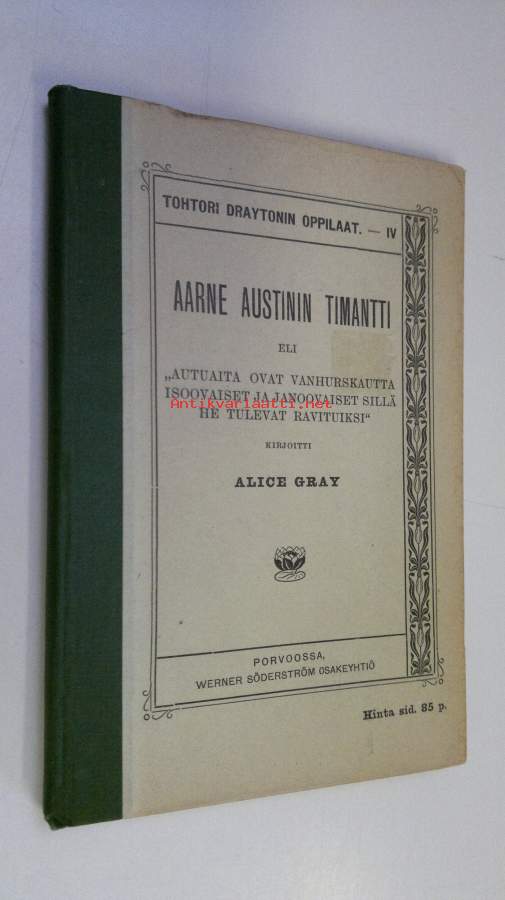 TOHTORI DRAYTONIN OPPILAAT. — IV
AARNE AUSTININ TIMANTTI
ELI
„AUTUAITA OVAT VANHURSKAUTTA
ISOOVAISET JA JANOOVAISET SILLÄ
Antikvariaatti.net
HE TULEVAT RAVITUIKSI“
KIRJOITTI
ALICE GRAY
PORVOOSSA,
WERNER SÖDERSTRÖM OSAKEYHTIÖ
Hinta sid. 85 p.